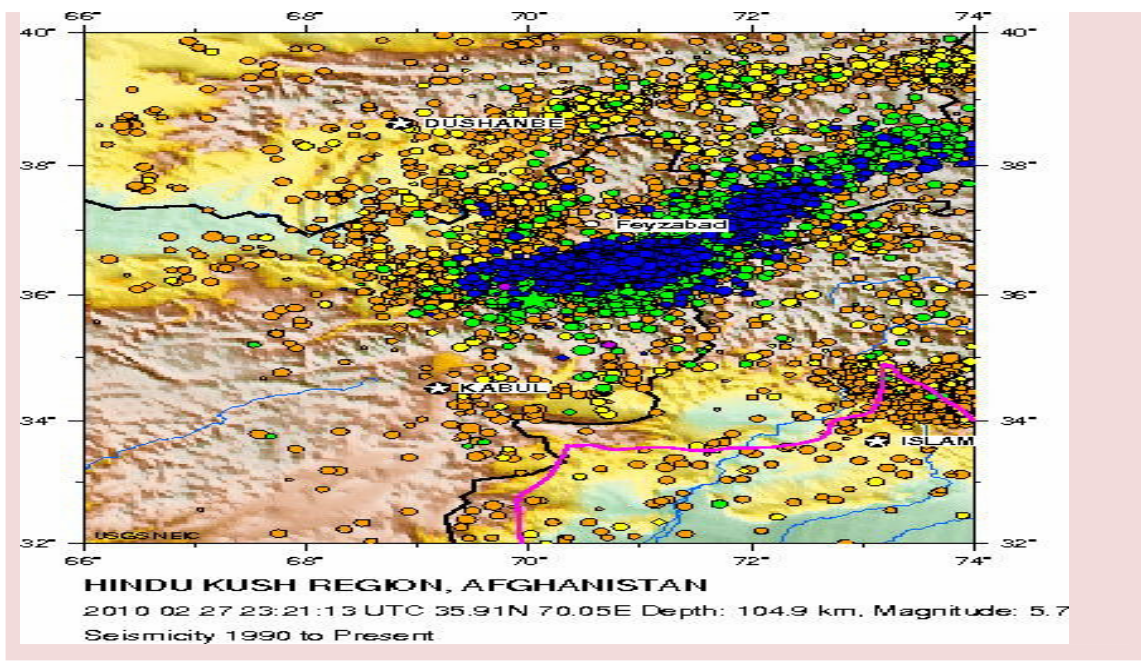 66° 68° 70° 72° 74°
40° 40°
DUSHANBE
38° 38°
Feyzabad
36° 36°
KABUL
34° 34°
ISLAM
32° 32°
USGS NEIC
66° 68° 70° 72° 74°
HINDU KUSH REGION, AFGHANISTAN
2010 02 27 23:21:13 UTC 35.91N 70.05E Depth: 104.9 km, Magnitude: 5.7
Seismicity 1990 to Present